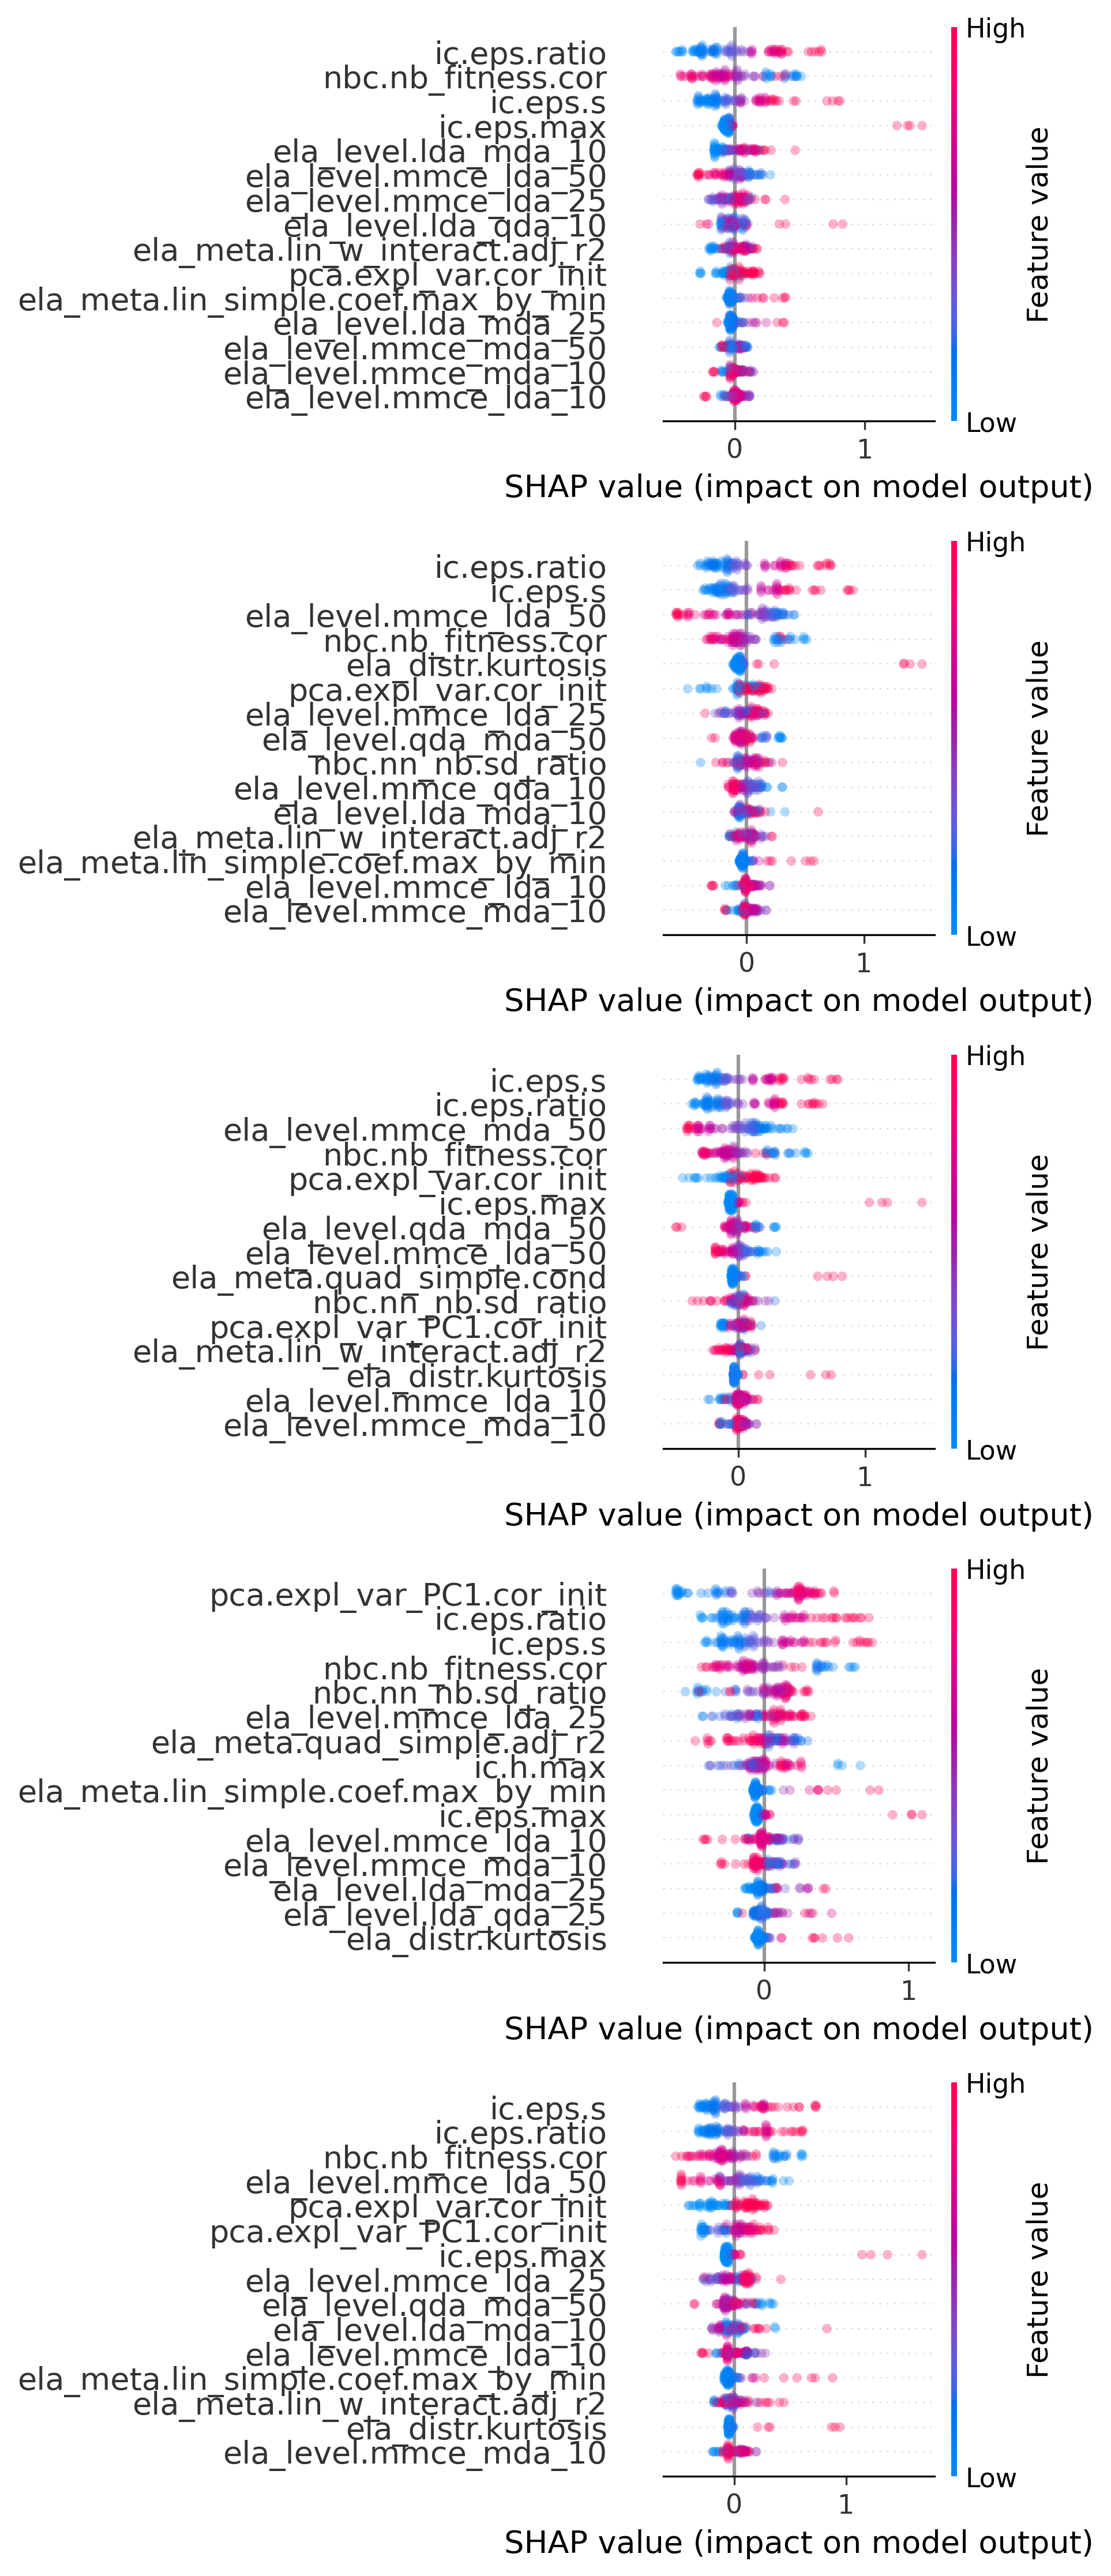 High
ic.eps.ratio
nbc.nb_fitness.cor
ic.eps.s
ic.eps.max
ela_level.lda_mda_10
ela_level.mmce_lda_50
ela_level.mmce_lda_25
ela_level.lda_qda_10
ela_meta.lin_w_interact.adj_r2
pca.expl_var.cor_init
ela_meta.lin_simple.coef.max_by_min
ela_level.lda_mda_25
ela_level.mmce_mda_50
ela_level.mmce_mda_10
ela_level.mmce_lda_10
Feature value
Low
0 1
SHAP value (impact on model output)
High
ic.eps.ratio
ic.eps.s
ela_level.mmce_lda_50
nbc.nb_fitness.cor
ela_distr.kurtosis
pca.expl_var.cor_init
ela_level.mmce_lda_25
ela_level.qda_mda_50
nbc.nn_nb.sd_ratio
ela_level.mmce_qda_10
ela_level.lda_mda_10
ela_meta.lin_w_interact.adj_r2
ela_meta.lin_simple.coef.max_by_min
ela_level.mmce_lda_10
ela_level.mmce_mda_10
Feature value
Low
0 1
SHAP value (impact on model output)
High
ic.eps.s
ic.eps.ratio
ela_level.mmce_mda_50
nbc.nb_fitness.cor
pca.expl_var.cor_init
ic.eps.max
ela_level.qda_mda_50
ela_level.mmce_lda_50
ela_meta.quad_simple.cond
nbc.nn_nb.sd_ratio
pca.expl_var_PC1.cor_init
ela_meta.lin_w_interact.adj_r2
ela_distr.kurtosis
ela_level.mmce_lda_10
ela_level.mmce_mda_10
Feature value
Low
0 1
SHAP value (impact on model output)
High
pca.expl_var_PC1.cor_init
ic.eps.ratio
ic.eps.s
nbc.nb_fitness.cor
nbc.nn_nb.sd_ratio
ela_level.mmce_lda_25
ela_meta.quad_simple.adj_r2
ic.h.max
ela_meta.lin_simple.coef.max_by_min
ic.eps.max
ela_level.mmce_lda_10
ela_level.mmce_mda_10
ela_level.lda_mda_25
ela_level.lda_qda_25
ela_distr.kurtosis
Feature value
Low
0 1
SHAP value (impact on model output)
High
ic.eps.s
ic.eps.ratio
nbc.nb_fitness.cor
ela_level.mmce_lda_50
pca.expl_var.cor_init
pca.expl_var_PC1.cor_init
ic.eps.max
ela_level.mmce_lda_25
ela_level.qda_mda_50
ela_level.lda_mda_10
ela_level.mmce_lda_10
ela_meta.lin_simple.coef.max_by_min
ela_meta.lin_w_interact.adj_r2
ela_distr.kurtosis
ela_level.mmce_mda_10
Feature value
Low
0 1
SHAP value (impact on model output)